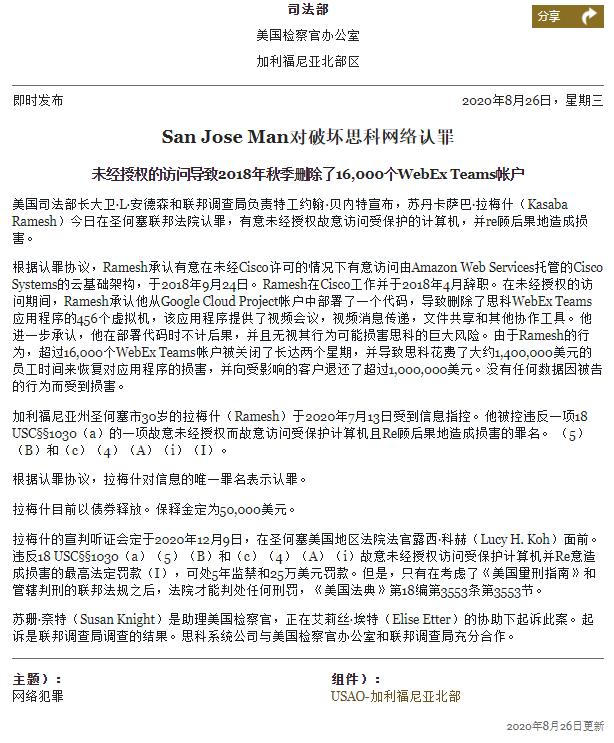 司法部
分享
美国检察官办公室
加利福尼亚北部区
即时发布
2020年8月26日，星期三
San Jose Man对破坏思科网络认罪
未经授权的访问导致2018年秋季删除了16,000个WebEx Teams帐户
美国司法部长大卫·L·安德森和联邦调查局负责特工约翰·贝内特宣布，苏丹卡萨巴·拉梅什（Kasaba
Ramesh）今日在圣何塞联邦法院认罪，有意未经授权故意访问受保护的计算机，并re顾后果地造成损
害。
根据认罪协议，Ramesh承认有意在未经Cisco许可的情况下有意访问由Amazon Web Services托管的Cisco
Systems的云基础架构，于2018年9月24日。Ramesh在Cisco工作并于2018年4月辞职。在未经授权的访
问期间，Ramesh承认他从Google Cloud Project帐户中部署了一个代码，导致删除了思科WebEx Teams
应用程序的456个虚拟机，该应用程序提供了视频会议，视频消息传递，文件共享和其他协作工具。他
进一步承认，他在部署代码时不计后果，并且无视其行为可能损害思科的巨大风险。由于Ramesh的行
为，超过16,000个WebEx Teams帐户被关闭了长达两个星期，并导致思科花费了大约1,400,000美元的
员工时间来恢复对应用程序的损害，并向受影响的客户退还了超过1,000,000美元。没有任何数据因被告
的行为而受到损害。
加利福尼亚州圣何塞市30岁的拉梅什（Ramesh）于2020年7月13日受到信息指控。他被控违反一项18
USC§§1030（a）的一项故意未经授权而故意访问受保护计算机且Re顾后果地造成损害的罪名。（5）
（B）和（c）（4）（A）（i）（I）。
根据认罪协议，拉梅什对信息的唯一罪名表示认罪。
拉梅什目前以债券释放。保释金定为50,000美元。
拉梅什的宣判听证会定于2020年12月9日，在圣何塞美国地区法院法官露西·科赫（Lucy H. Koh）面前。
违反18 USC§§1030（a）（5）（B）和（c）（4）（A）（i）故意未经授权访问受保护计算机并Re意造
成损害的最高法定罚款（I），可处5年监禁和25万美元罚款。但是，只有在考虑了《美国量刑指南》和
管辖判刑的联邦法规之后，法院才能判处任何刑罚，《美国法典》第18编第3553条第3553节。
苏珊·奈特（Susan Knight）是助理美国检察官，正在艾莉丝·埃特（Elise Etter）的协助下起诉此案。起
诉是联邦调查局调查的结果。思科系统公司与美国检察官办公室和联邦调查局充分合作。
主题）：
网络犯罪
组件）：
USAO-加利福尼亚北部
2020年8月26日更新